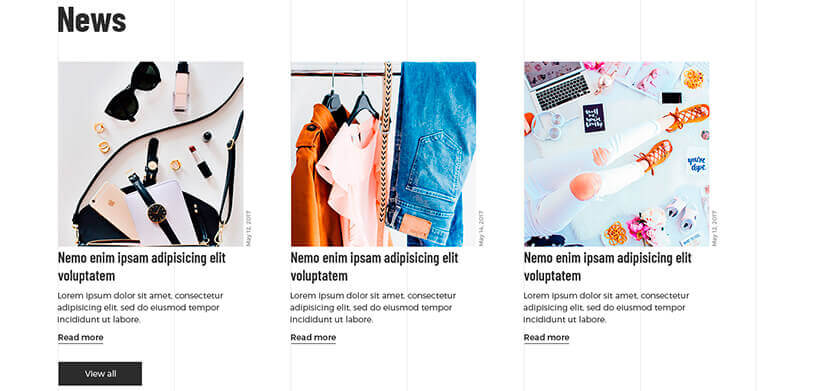 News
May 12, 2017
Nemo enim ipsam adipisicing elit
voluptatem
Lorem ipsum dolor sit amet, consectetur
adipisicing elit, sed do eiusmod tempor
incididunt ut labore.
Read more
May 14, 2017
Nemo enim ipsam adipisicing elit
voluptatem
Lorem ipsum dolor sit amet, consectetur
adipisicing elit, sed do eiusmod tempor
incididunt ut labore.
Read more
you're
dope.
May 12, 2017
Nemo enim ipsam adipisicing elit
voluptatem
Lorem ipsum dolor sit amet, consectetur
adipisicing elit, sed do eiusmod tempor
incididunt ut labore.
Read more
View all